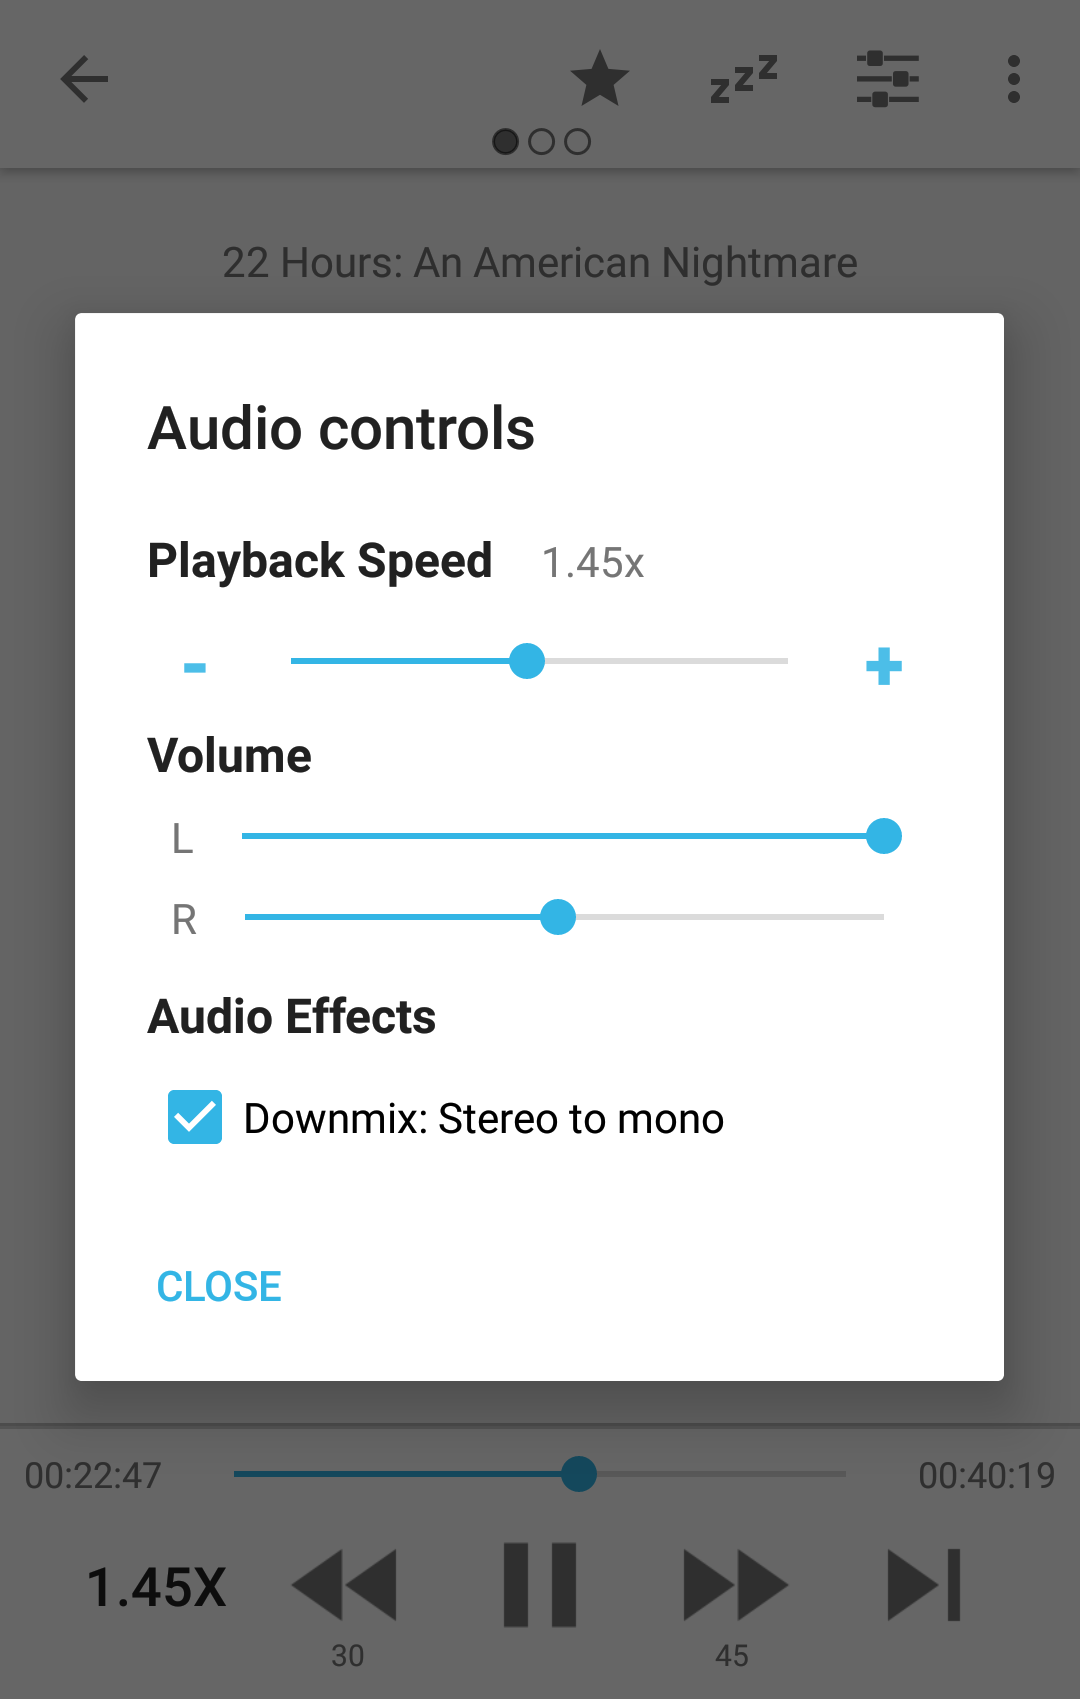 zzz
22 Hours: An American Nightmare
Audio controls
Playback Speed 1.45x
- +
Volume
L
R
Audio Effects
Downmix: Stereo to mono
CLOSE
00:22:47 00:40:19
1.45X
30 45